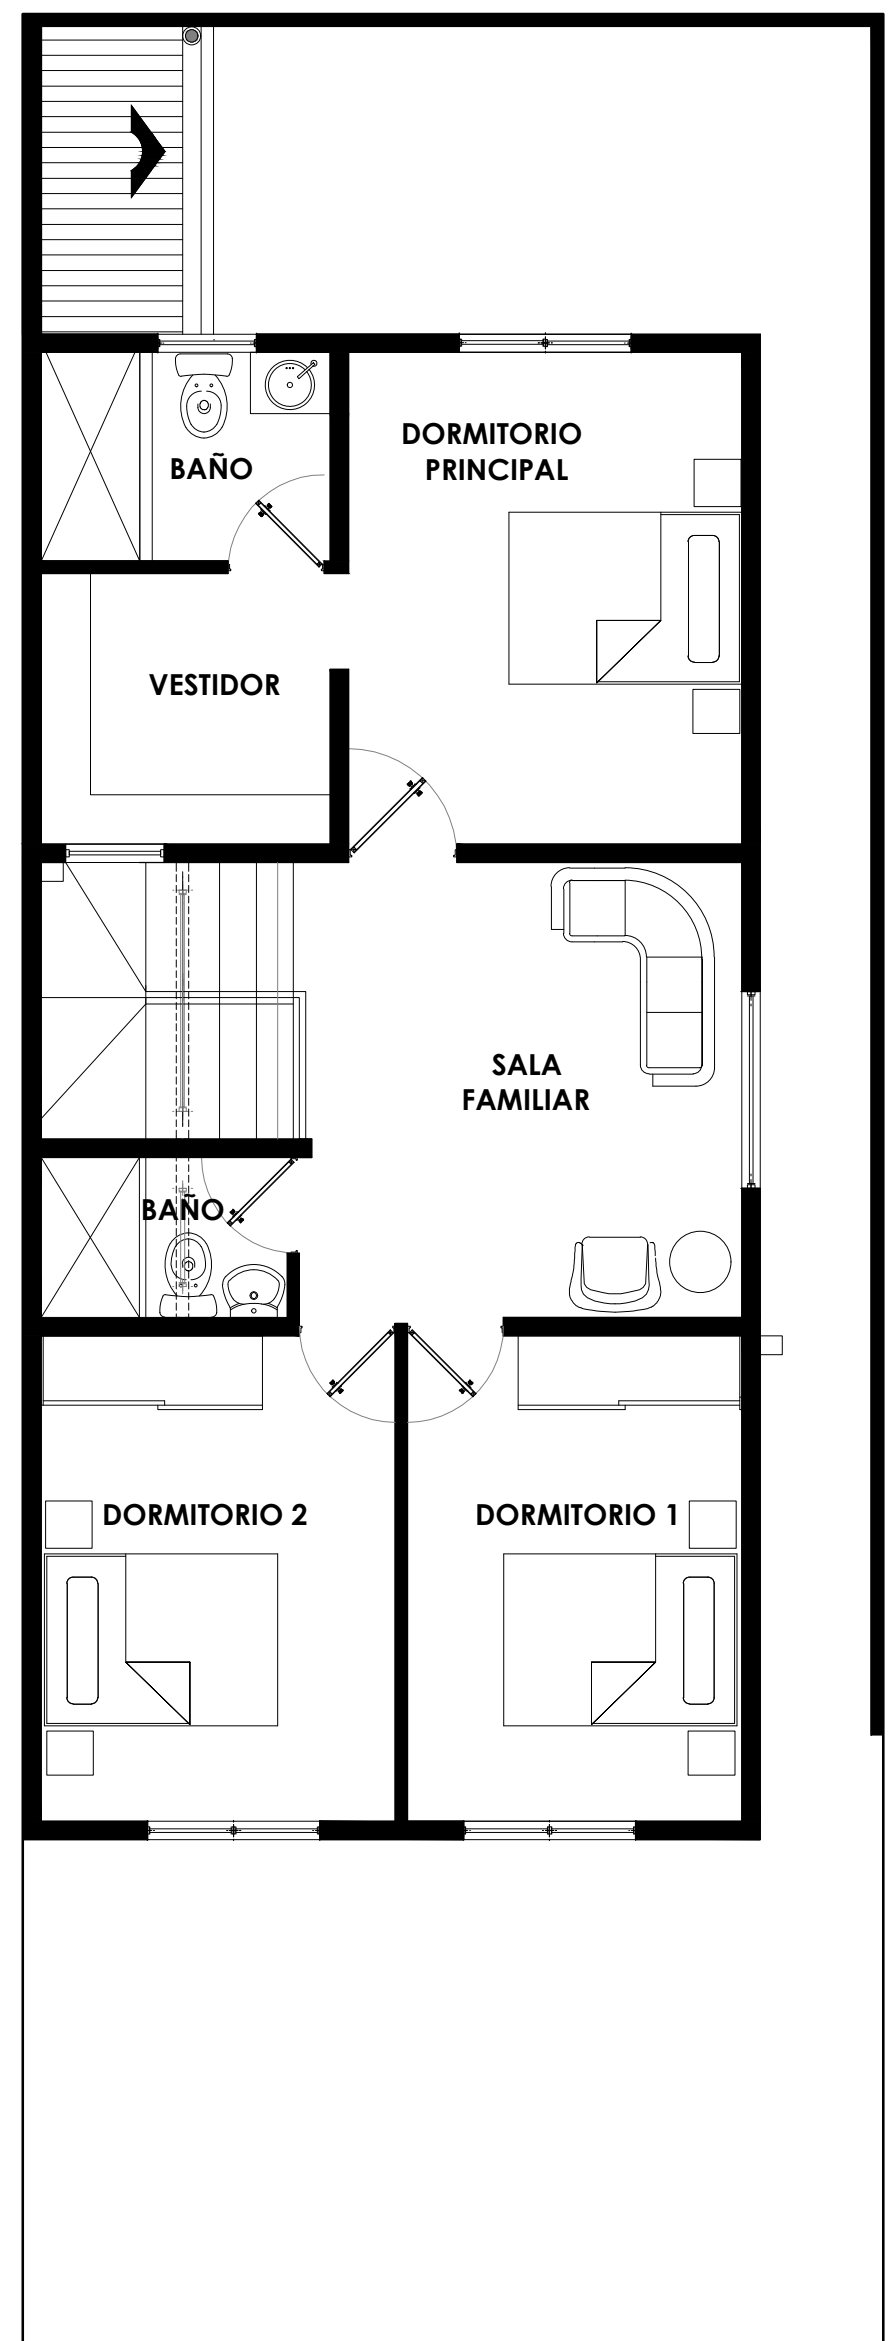 DORMITORIO
PRINCIPAL
BAÑO
VESTIDOR
SALA
FAMILIAR
BAÑO
DORMITORIO 2
DORMITORIO 1